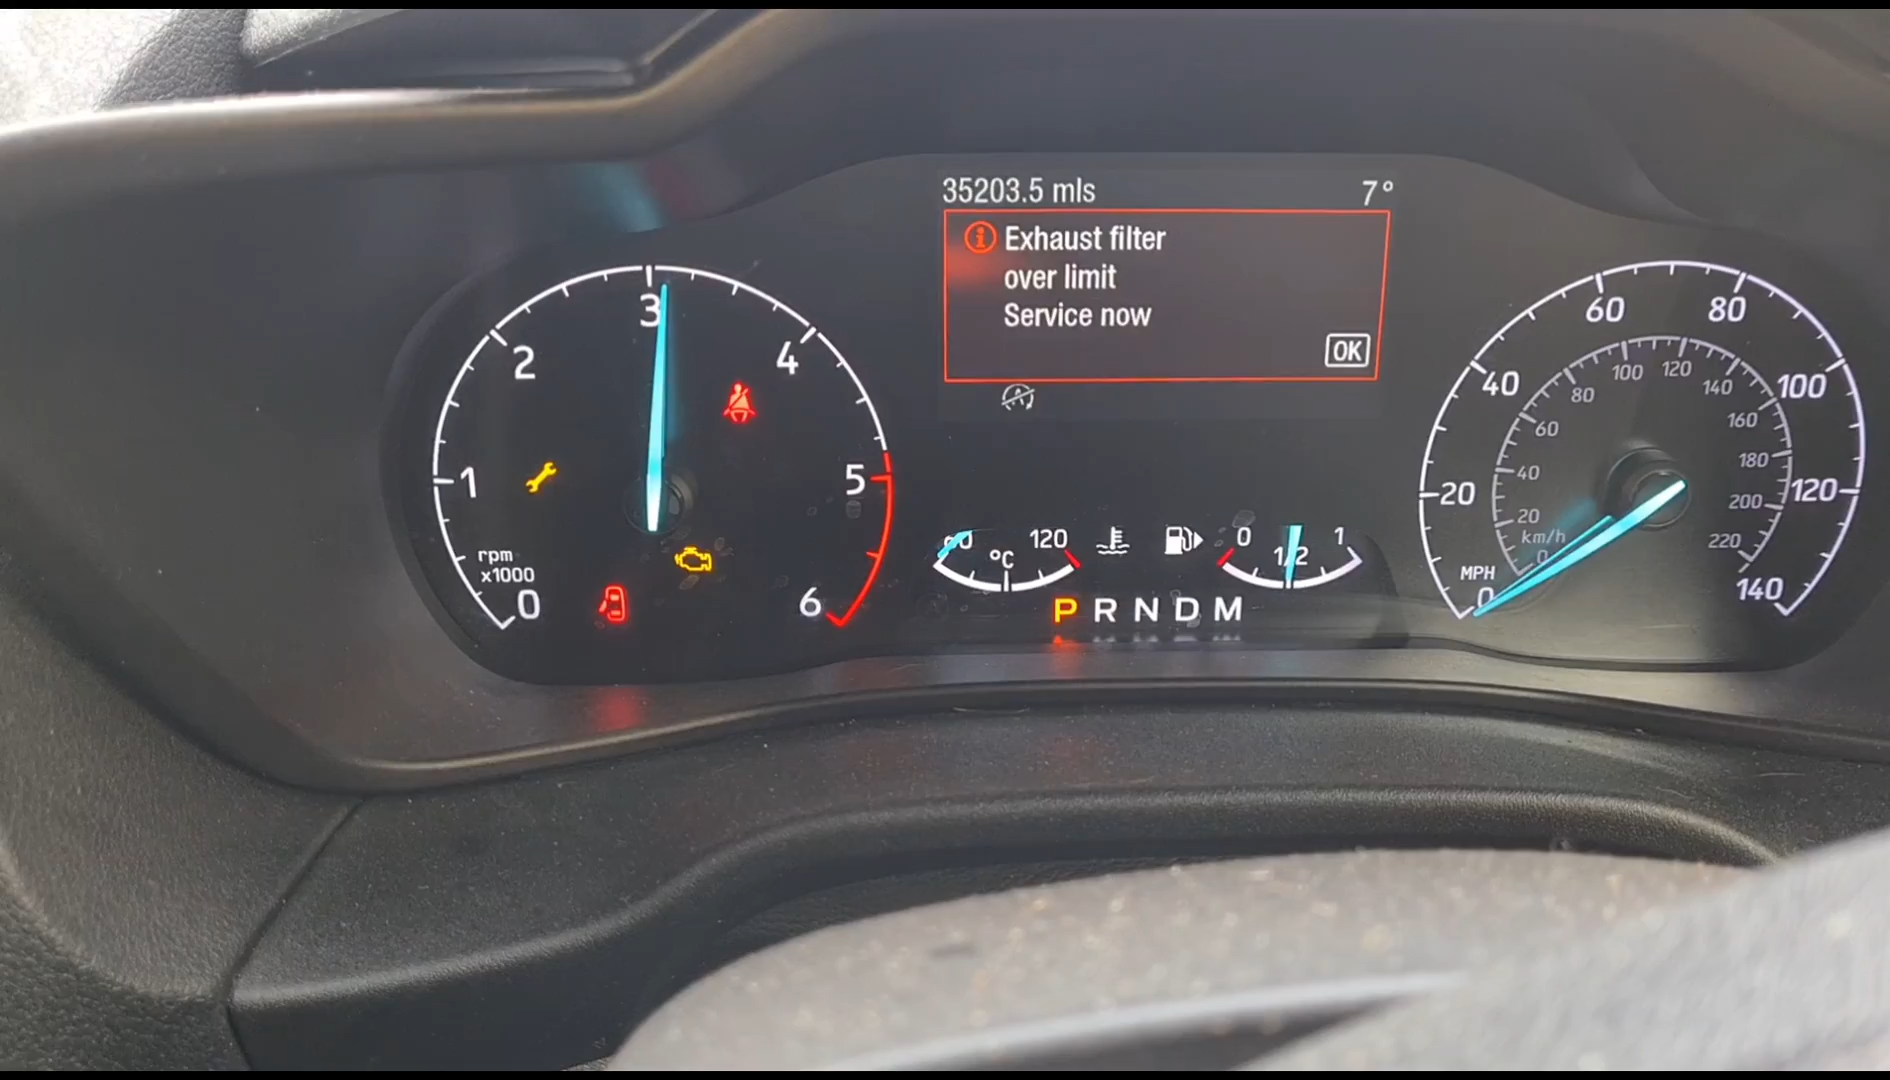 35203.5 mls
7°
Exhaust filter
over limit
Service now
OK
0
1
2
3
4
5
6
rpm
x1000
120
°C
0
1/2
1
P R N D M
MPH
0
20
40
60
80
100
120
140
km/h
0
20
40
60
80
100
120
140
160
180
200
220